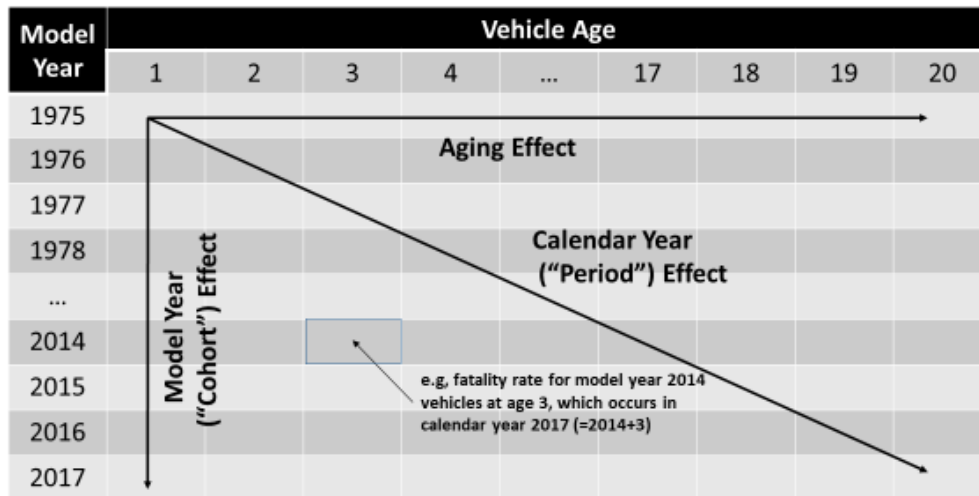 Model Year
Vehicle Age
1 2 3 4 ... 17 18 19 20
1975
1976
1977
1978
...
2014
2015
2016
2017
Aging Effect
Calendar Year
(“Period”) Effect
Model Year
(“Cohort”) Effect
e.g, fatality rate for model year 2014
vehicles at age 3, which occurs in
calendar year 2017 (=2014+3)